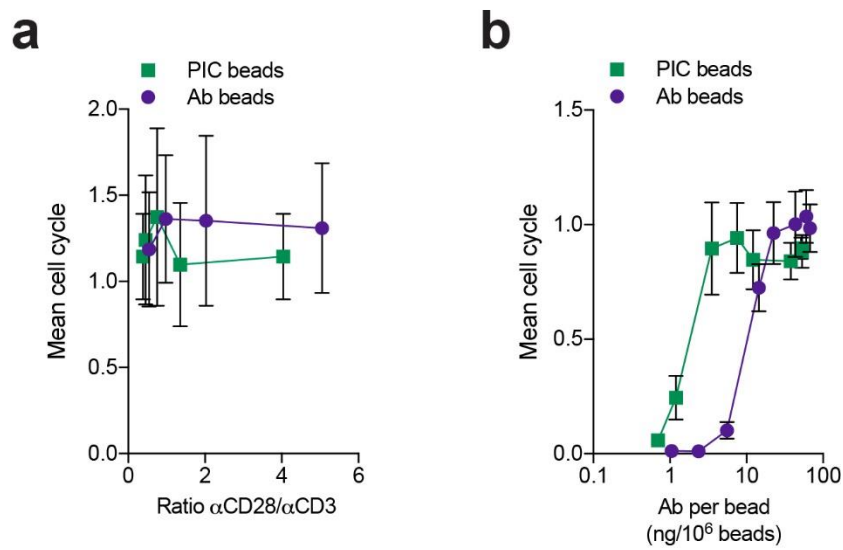 a
PIC beads
Ab beads
2.0
1.5
1.0
0.5
0.0
0
2
4
6
Mean cell cycle
Ratio αCD28/αCD3
b
PIC beads
Ab beads
1.5
1.0
0.5
0.0
0.1
1
10
100
Mean cell cycle
Ab per bead
(ng/10⁶ beads)